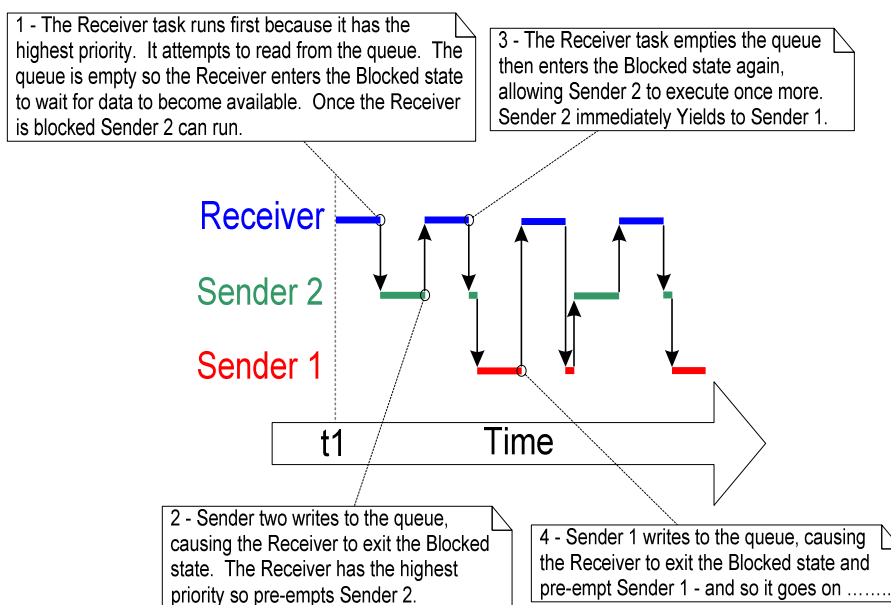 1 - The Receiver task runs first because it has the
highest priority.  It attempts to read from the queue.  The
queue is empty so the Receiver enters the Blocked state
to wait for data to become available.  Once the Receiver
is blocked Sender 2 can run.
3 - The Receiver task empties the queue
then enters the Blocked state again,
allowing Sender 2 to execute once more.
Sender 2 immediately Yields to Sender 1.
Receiver
Sender 2
Sender 1
t1
Time
2 - Sender two writes to the queue,
causing the Receiver to exit the Blocked
state.  The Receiver has the highest
priority so pre-empts Sender 2.
4 - Sender 1 writes to the queue, causing
the Receiver to exit the Blocked state and
pre-empt Sender 1 - and so it goes on ……..